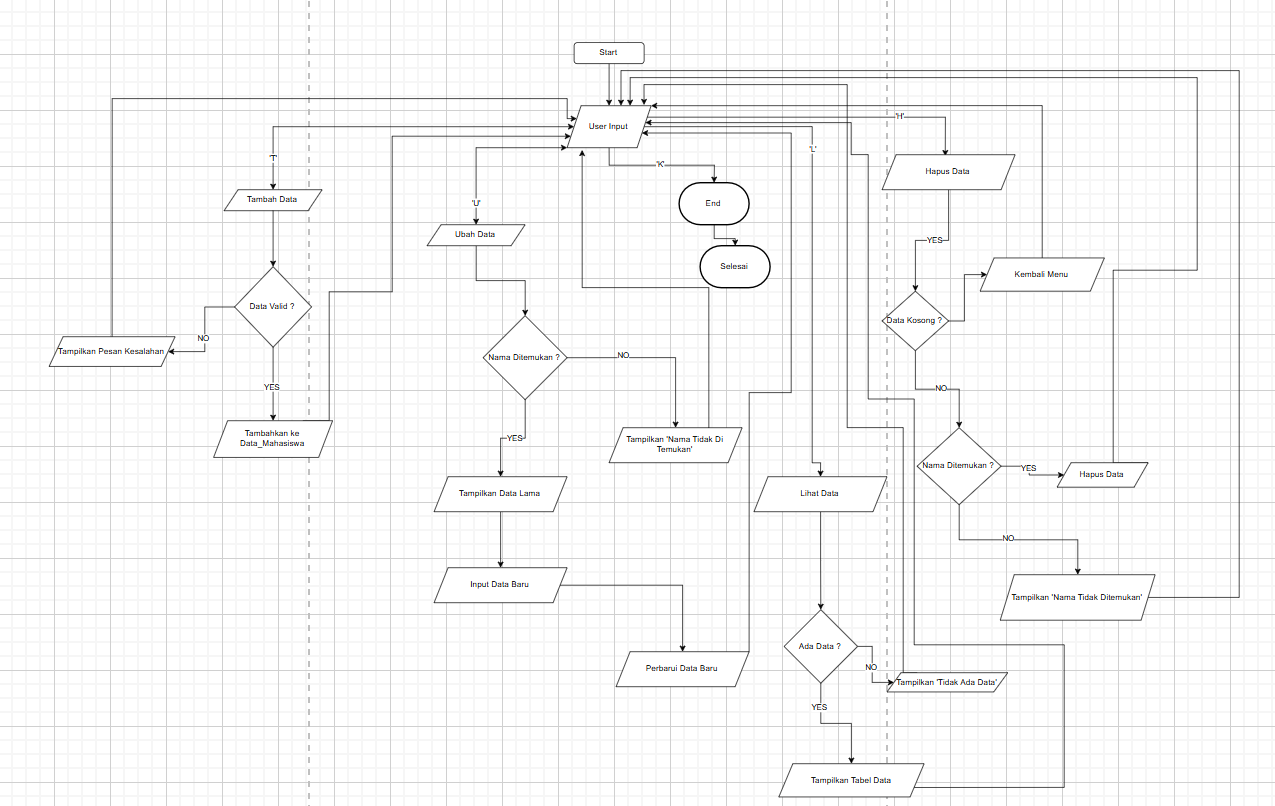 Start
User Input
'H'
'L'
'T'
'K'
Hapus Data
Tambah Data
'U'
End
Ubah Data
YES
Selesai
Kembali Menu
Data Valid ?
Data Kosong ?
NO
Tampilkan Pesan Kesalahan
Nama Ditemukan ?
NO
YES
NO
Tambahkan ke
Data_Mahasiswa
YES
Tampilkan 'Nama Tidak Di
Temukan'
Nama Ditemukan ?
YES
Hapus Data
Tampilkan Data Lama
Lihat Data
NO
Input Data Baru
Tampilkan 'Nama Tidak Ditemukan'
Ada Data ?
NO
Perbarui Data Baru
Tampilkan 'Tidak Ada Data'
YES
Tampilkan Tabel Data